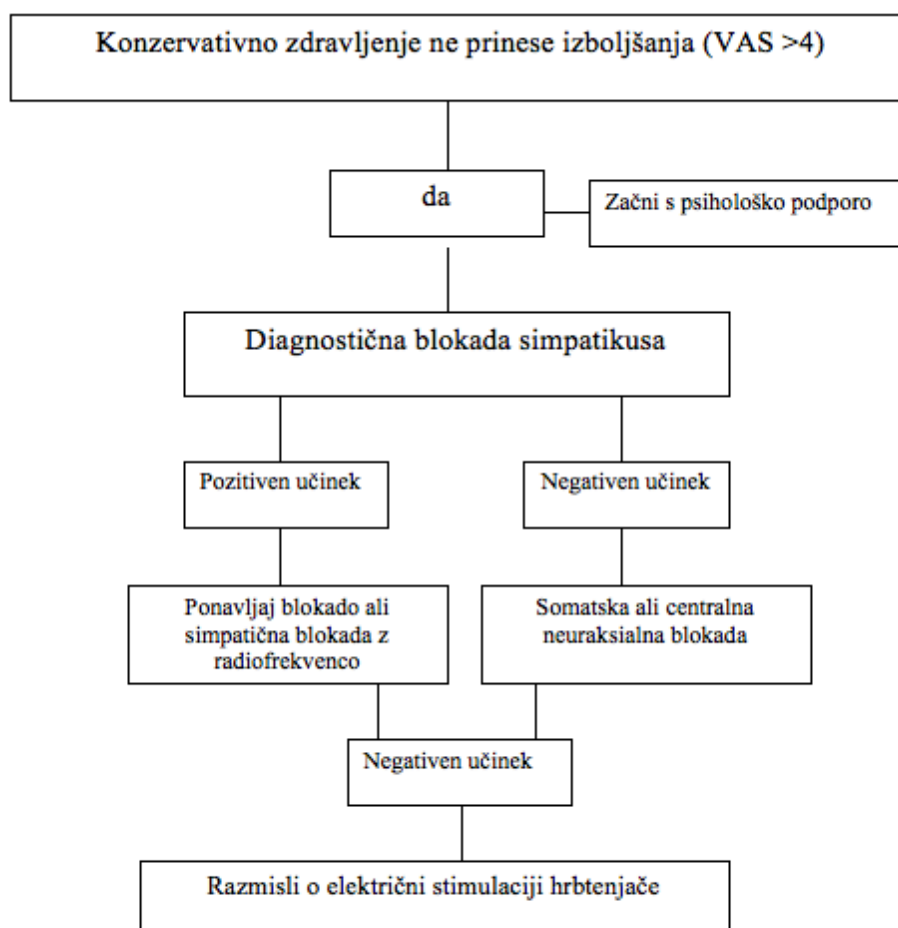 Konzervativno zdravljenje ne prinese izboljšanja (VAS >4)
da
Začni s psihološko podporo
Diagnostična blokada simpatikusa
Pozitiven učinek
Negativen učinek
Ponavljaj blokado ali
simpatična blokada z
radiofrekvenco
Somatska ali centralna
neuraksialna blokada
Negativen učinek
Razmisli o električni stimulaciji hrbtenjače